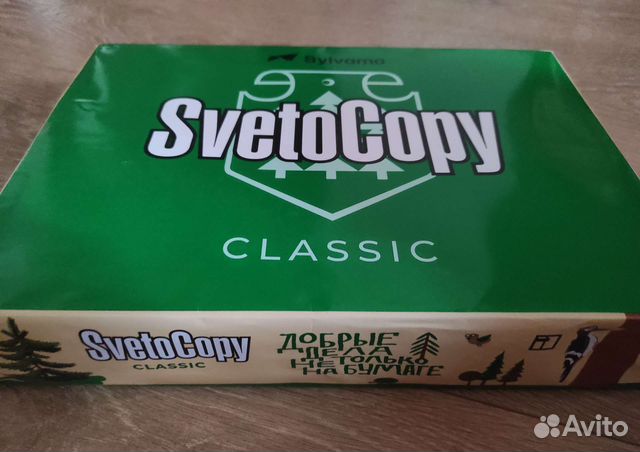 Sylvamo
SvetoCopy
CLASSIC
SvetoCopy
CLASSIC
ДОБРЫЕ
ДЕЛА
НЕ ТОЛЬКО
НА БУМАГЕ
Avito